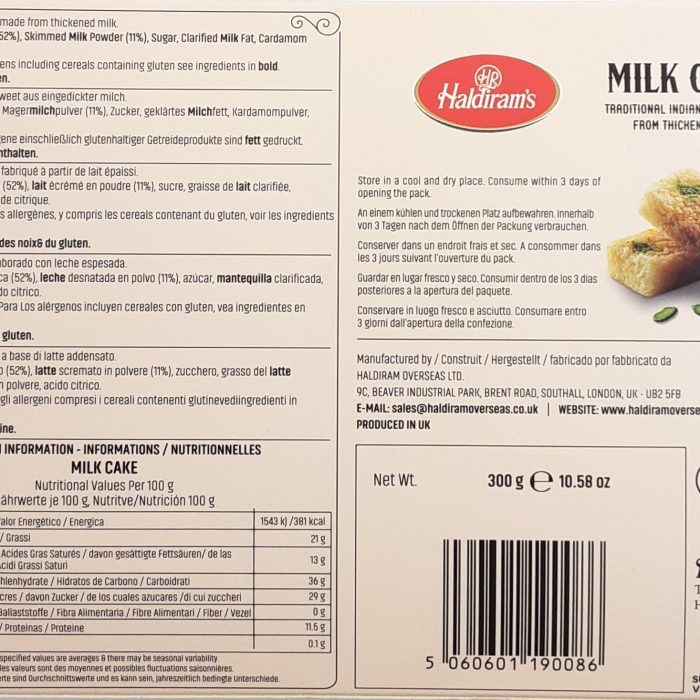 made from thickened milk.
52%), Skimmed Milk Powder (11%), Sugar, Clarified Milk Fat, Cardamom
ens including cereals containing gluten see ingredients in bold.
en.
weet aus eingedickter milch.
Magermilchpulver (11%), Zucker, geklärtes Milchfett, Kardamompulver,
ene einschließlich glutenhaltiger Getreideprodukte sind fett gedruckt.
nthalten.
fabriqué à partir de lait épaissi.
(52%), lait écrémé en poudre (11%), sucre, graisse de lait clarifiée,
de citrique.
s allergènes, y compris les cereals contenant du gluten, voir les ingredients
des noix& du gluten.
aborado con leche espesada.
ca (52%), leche desnatada en polvo (11%), azúcar, mantequilla clarificada,
do cítrico.
Para Los alérgenos incluyen cereales con gluten, vea ingredientes en
gluten.
a base di latte addensato.
o (52%), latte scremato in polvere (11%), zucchero, grasso del latte
n polvere, acido citrico.
gli allergeni compresi i cereali contenenti glutinevediingredienti in
ine.
INFORMATION - INFORMATIONS / NUTRITIONNELLES
MILK CAKE
Nutritional Values Per 100 g
ährwerte je 100 g, Nutritve/Nutrición 100 g
alor Energético / Energica 1543 kJ /381 kcal
/ Grassi 21 g
Acides Gras Saturés / davon gesättigte Fettsäuren/ de las
cidi Grassi Saturi 13 g
hlenhydrate / Hidratos de Carbono / Carboidrati 36 g
cres / davon Zucker / de los cuales azucares /di cui zuccheri 29 g
Ballaststoffe / Fibra Alimentaria / Fibre Alimentari / Fiber / Vezel 0 g
/ Proteínas / Proteine 11.5 g
0.1 g
specified values are averages & there may be seasonal variability.
les valeurs sont des moyennes et possibles fluctuations saisonnières.
erte sind Durchschnittswerte und es kann sein, jahreszeitlich bedingte Unterschiede.
HR
Haldiram's
MILK C
TRADITIONAL INDIAN
FROM THICKEN
Store in a cool and dry place. Consume within 3 days of
opening the pack.
An einem kühlen und trockenen Platz aufbewahren. Innerhalb
von 3 Tagen nach dem Öffnen der Packung verbrauchen.
Conserver dans un endroit frais et sec. A consommer dans
les 3 jours suivant l'ouverture du pack.
Guardar en lugar fresco y seco. Consumir dentro de los 3 días
posteriores a la apertura del paquete.
Conservare in luogo fresco e asciutto. Consumare entro
3 giorni dall'apertura della confezione.
Manufactured by / Construit / Hergestellt / fabricado por fabbricato da
HALDIRAM OVERSEAS LTD.
9C, BEAVER INDUSTRIAL PARK, BRENT ROAD, SOUTHALL, LONDON, UK - UB2 5FB
E-MAIL: sales@haldiramoverseas.co.uk | WEBSITE: www.haldiramoverse
PRODUCED IN UK
Net Wt. 300 g ℮ 10.58 oz
5 060601 190086